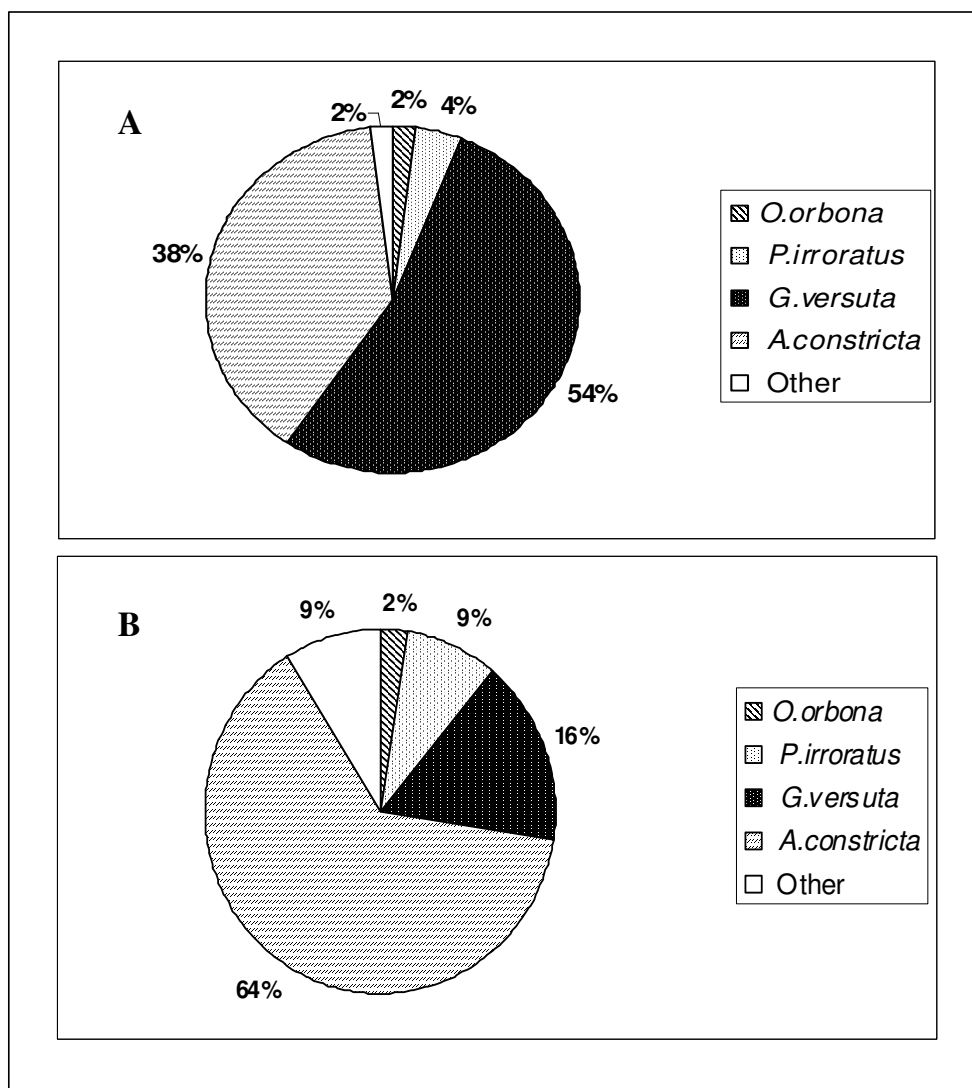 A
2%
2%
4%
38%
54%
O.orbona
P.irroratus
G.versuta
A.constricta
Other
B
9%
2%
9%
16%
64%
O.orbona
P.irroratus
G.versuta
A.constricta
Other